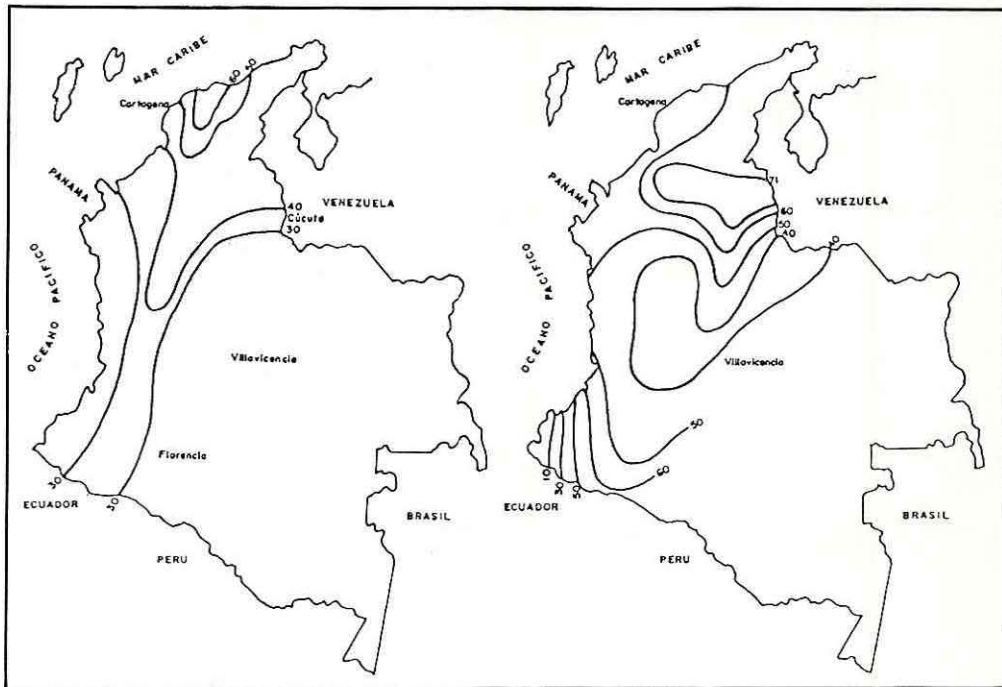 MAR CARIBE
60
40
Cartagena
PANAMA
40
VENEZUELA
Cúcuta
30
OCEANO PACIFICO
Villavicencio
Florencia
30
30
ECUADOR
BRASIL
PERU
MAR CARIBE
Cartagena
PANAMA
71
VENEZUELA
60
50
40
OCEANO PACIFICO
Villavicencio
50
60
10
30
50
ECUADOR
BRASIL
PERU